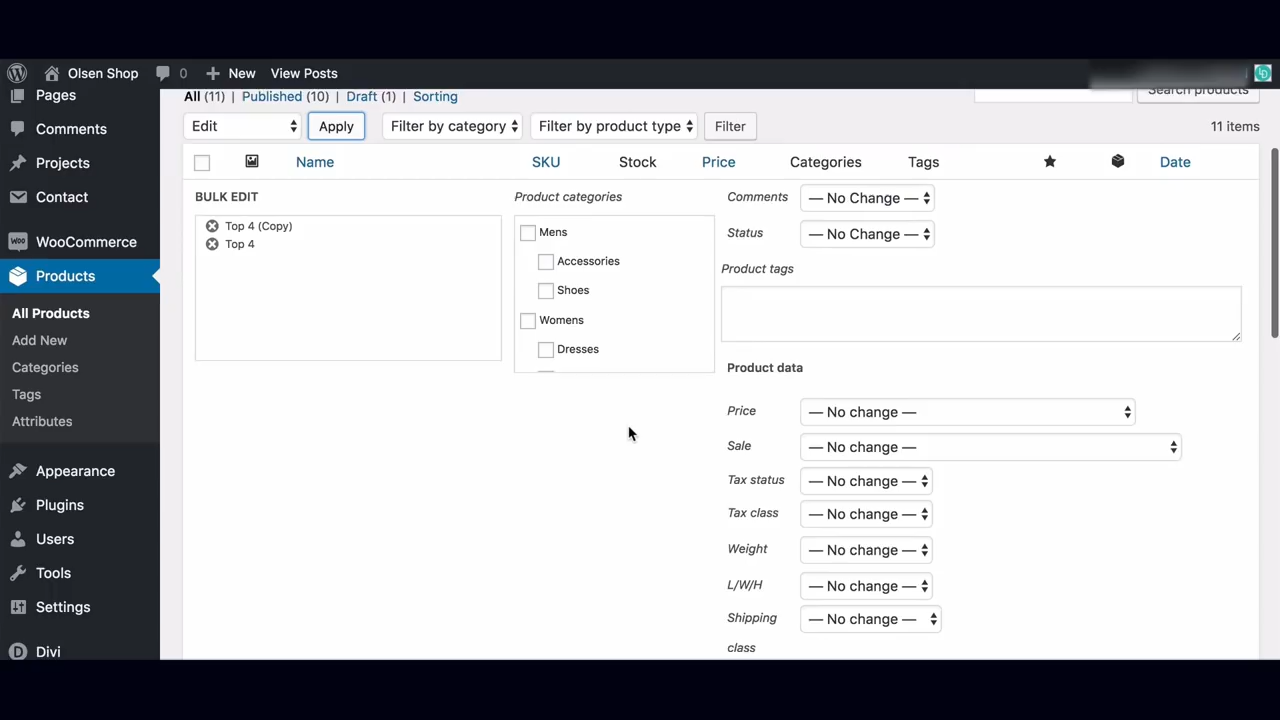 Olsen Shop 0 New View Posts
Pages
Comments
Projects
Contact
WOO WooCommerce
Products
All Products
Add New
Categories
Tags
Attributes
Appearance
Plugins
Users
Tools
Settings
D Divi
All (11) | Published (10) | Draft (1) | Sorting
Search products
Edit Apply Filter by category Filter by product type Filter 11 items
Name SKU Stock Price Categories Tags Date
BULK EDIT
Top 4 (Copy)
Top 4
Product categories
Mens
Accessories
Shoes
Womens
Dresses
Comments — No Change —
Status — No Change —
Product tags
Product data
Price — No change —
Sale — No change —
Tax status — No change —
Tax class — No change —
Weight — No change —
L/W/H — No change —
Shipping — No change —
class